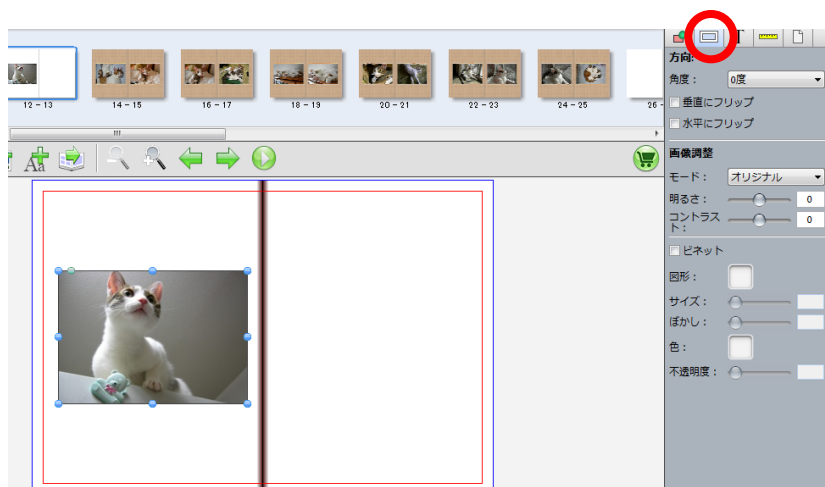 12 - 13
14 - 15
16 - 17
18 - 19
20 - 21
22 - 23
24 - 25
26 -
Aa
方向:
角度：
0度
垂直にフリップ
水平にフリップ
画像調整
モード：
オリジナル
明るさ：
0
コントラス
ト：
0
ビネット
図形：
サイズ：
ぼかし：
色：
不透明度：